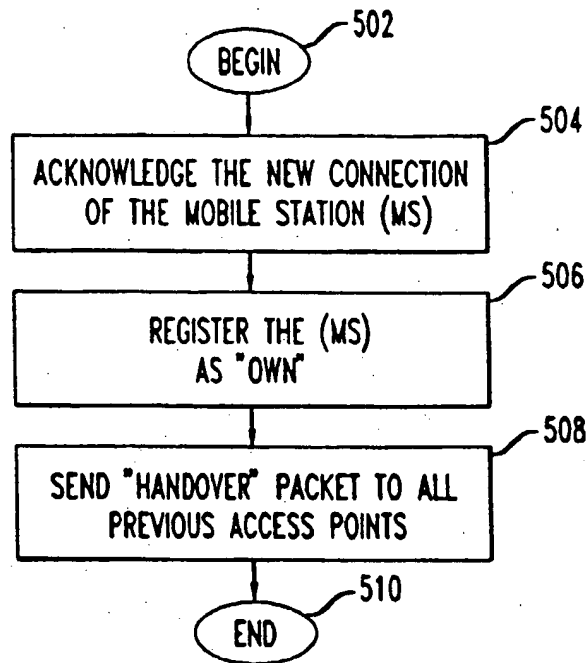 502
BEGIN
504
ACKNOWLEDGE THE NEW CONNECTION
OF THE MOBILE STATION (MS)
506
REGISTER THE (MS)
AS "OWN"
508
SEND "HANDOVER" PACKET TO ALL
PREVIOUS ACCESS POINTS
510
END